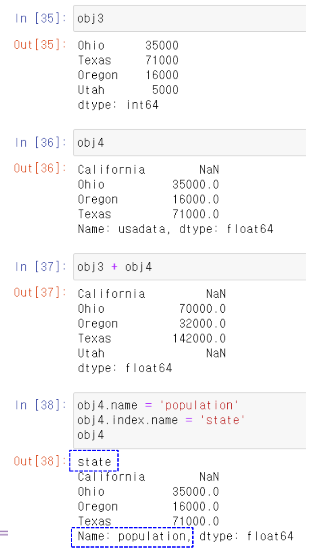 In [35]: obj3
Out[35]: Ohio 35000
Texas 71000
Oregon 16000
Utah 5000
dtype: int64
In [36]: obj4
Out[36]: California NaN
Ohio 35000.0
Oregon 16000.0
Texas 71000.0
Name: usadata, dtype: float64
In [37]: obj3 + obj4
Out[37]: California NaN
Ohio 70000.0
Oregon 32000.0
Texas 142000.0
Utah NaN
dtype: float64
In [38]: obj4.name = 'population'
obj4.index.name = 'state'
obj4
Out[38]: state
California NaN
Ohio 35000.0
Oregon 16000.0
Texas 71000.0
Name: population, dtype: float64